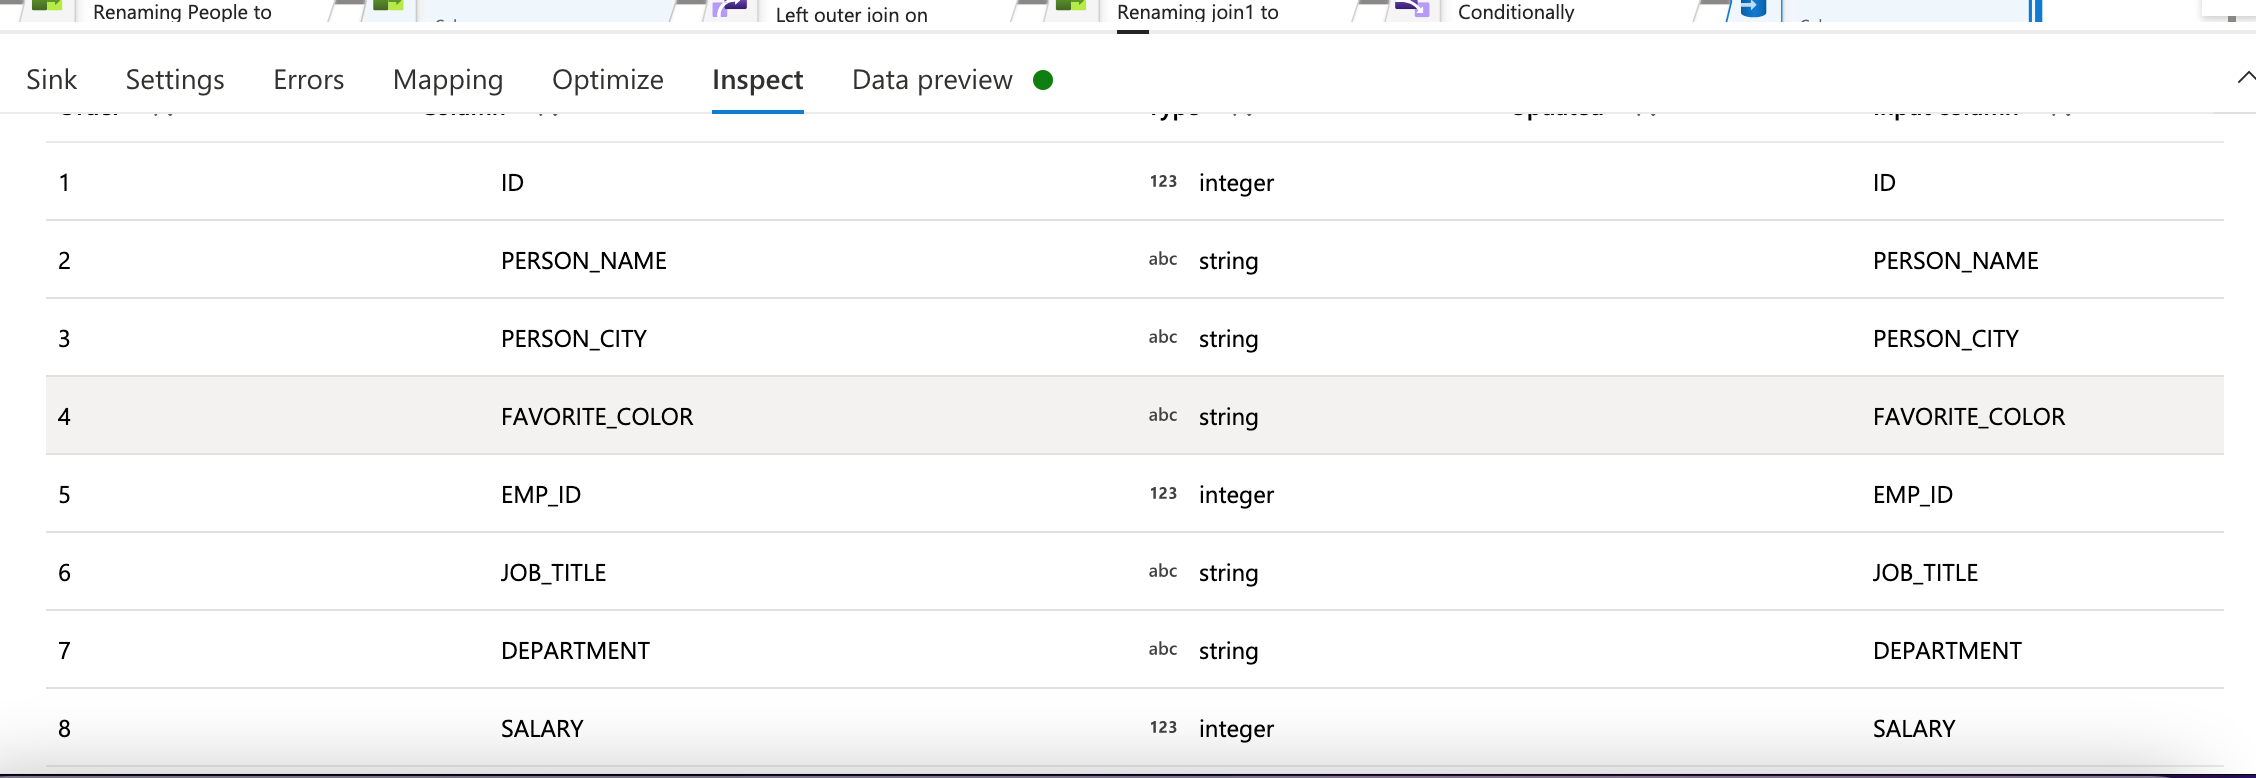 Renaming People to
Left outer join on
Renaming join1 to
Conditionally
Sink Settings Errors Mapping Optimize Inspect Data preview
1 ID 123 integer ID
2 PERSON_NAME abc string PERSON_NAME
3 PERSON_CITY abc string PERSON_CITY
4 FAVORITE_COLOR abc string FAVORITE_COLOR
5 EMP_ID 123 integer EMP_ID
6 JOB_TITLE abc string JOB_TITLE
7 DEPARTMENT abc string DEPARTMENT
8 SALARY 123 integer SALARY